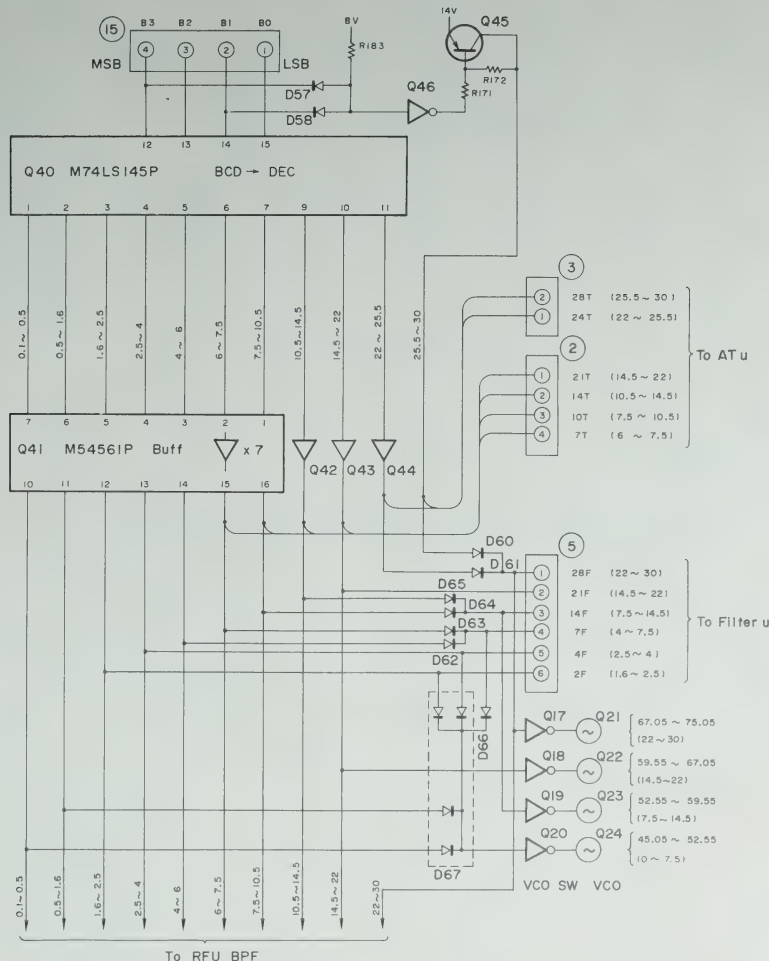 B3 B2 B1 B0
15
4 3 2 1
MSB
LSB
8V
R183
14V
Q45
R172
R171
D57
D58
Q46
12 13 14 15
Q40 M74LS145P BCD → DEC
1 2 3 4 5 6 7 9 10 11
0.1~0.5
0.5~1.6
1.6~2.5
2.5~4
4~6
6~7.5
7.5~10.5
10.5~14.5
14.5~22
22~25.5
25.5~30
3
2 28T (25.5~30)
1 24T (22~25.5)
2
1 21T (14.5~22)
2 14T (10.5~14.5)
3 10T (7.5~10.5)
4 7T (6~7.5)
To ATu
7 6 5 4 3 2 1
Q41 M54561P Buff x7
10 11 12 13 14 15 16
Q42 Q43 Q44
D60
D61
D65
D64
D63
D62
5
1 28F (22~30)
2 21F (14.5~22)
3 14F (7.5~14.5)
4 7F (4~7.5)
5 4F (2.5~4)
6 2F (1.6~2.5)
To Filter u
D66
D67
Q17 Q21 67.05~75.05
(22~30)
Q18 Q22 59.55~67.05
(14.5~22)
Q19 Q23 52.55~59.55
(7.5~14.5)
Q20 Q24 45.05~52.55
(0~7.5)
VCO SW VCO
0.1~0.5
0.5~1.6
1.6~2.5
2.5~4
4~6
6~7.5
7.5~10.5
10.5~14.5
14.5~22
22~30
To RFU BPF